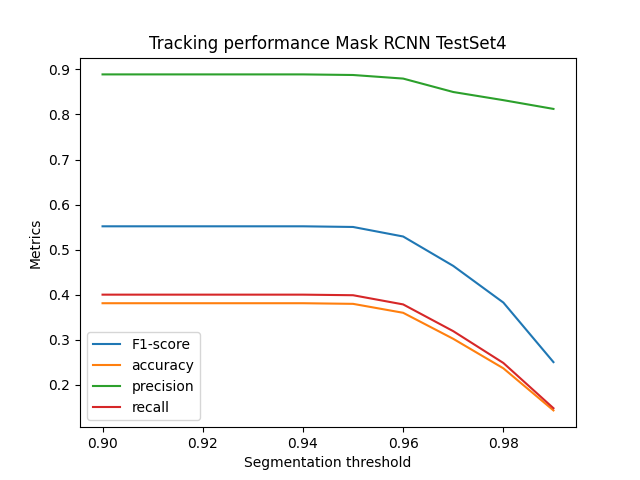 Tracking performance Mask RCNN TestSet4
0.9
0.8
0.7
0.6
0.5
0.4
0.3
0.2
Metrics
F1-score
accuracy
precision
recall
0.90 0.92 0.94 0.96 0.98
Segmentation threshold